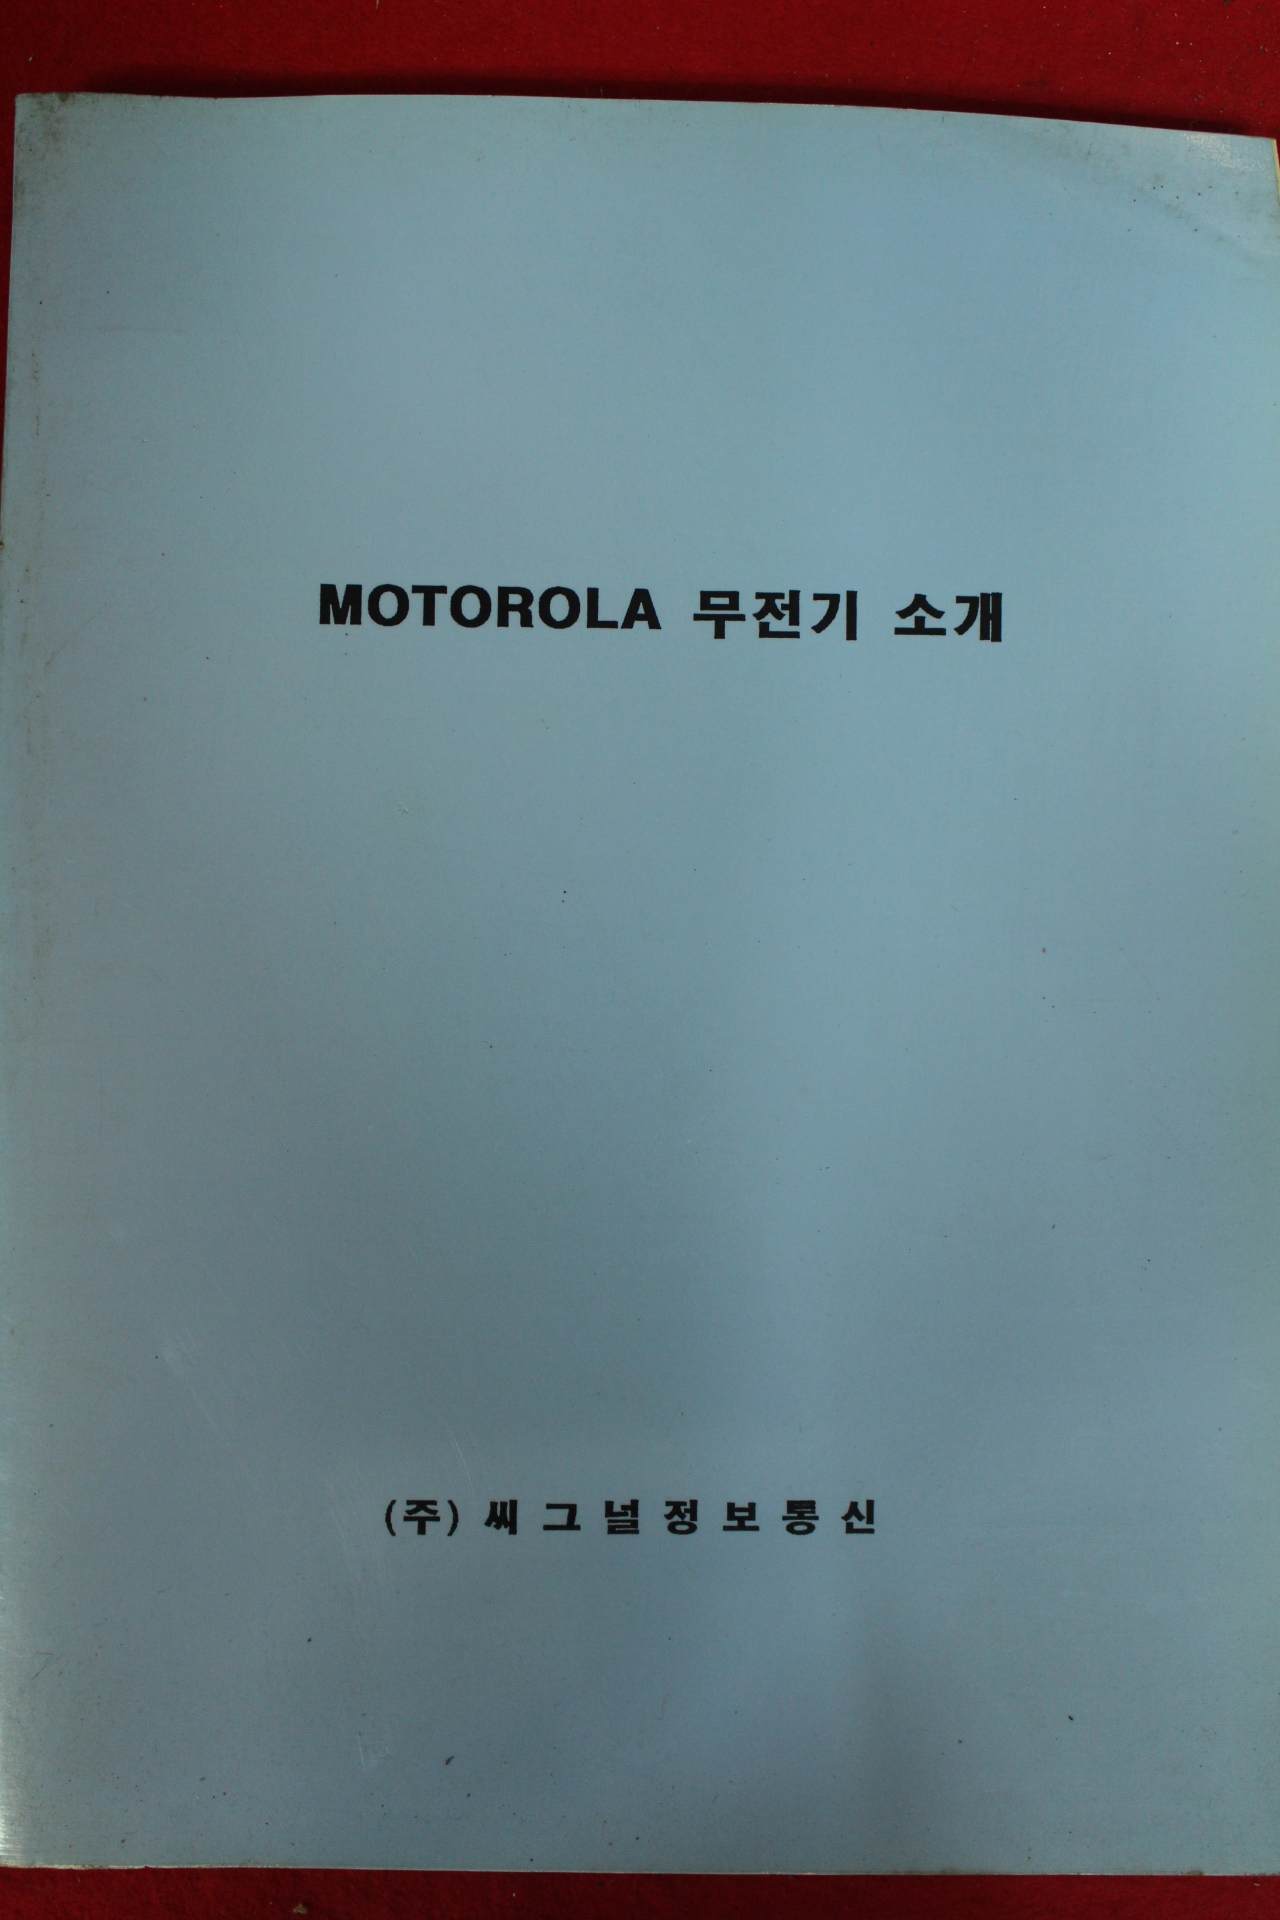 MOTOROLA 무전기 소개
(주) 씨 그 널 정 보 통 신